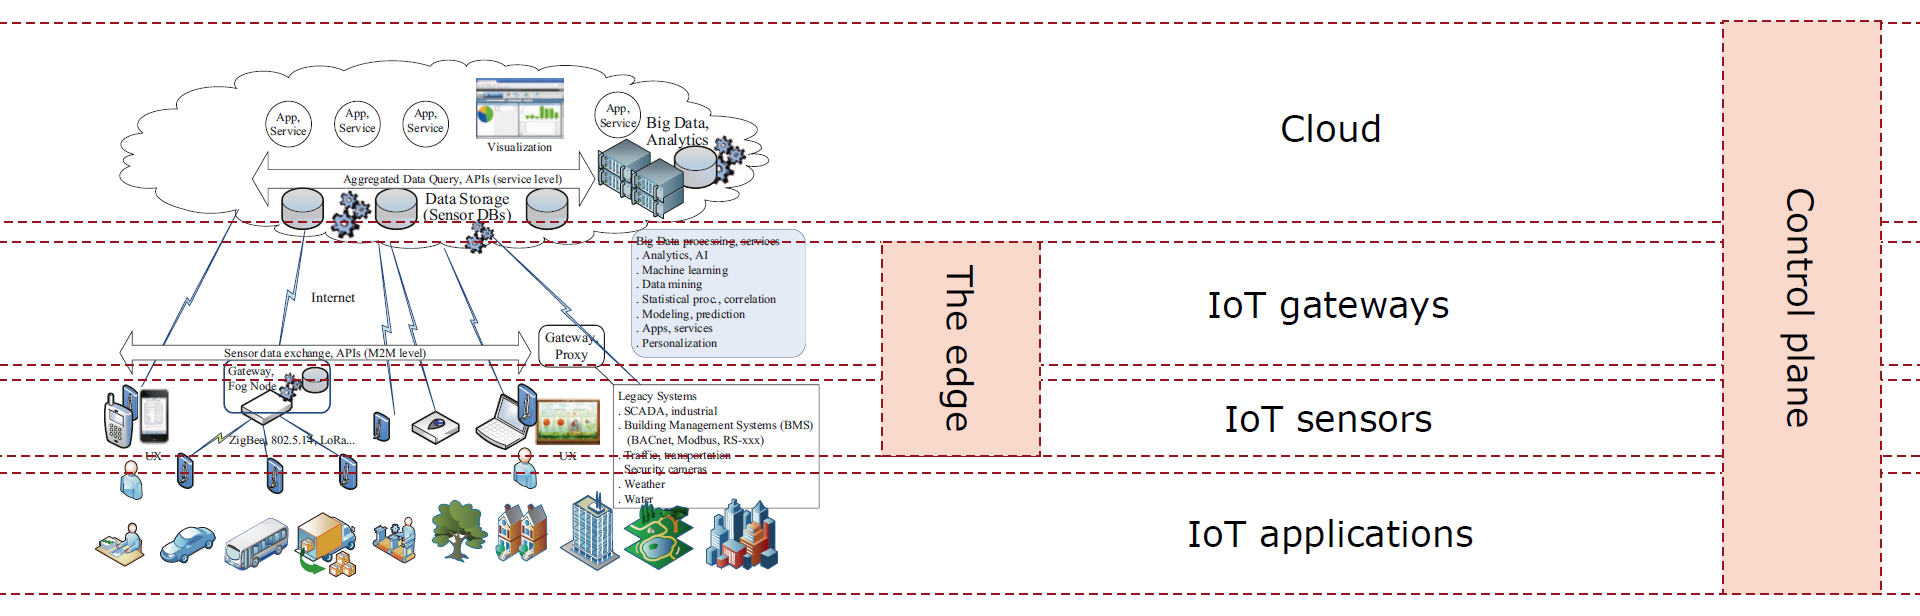 App,
Service
App,
Service
App,
Service
App,
Service
Visualization
Big Data,
Analytics
Aggregated Data Query, APIs (service level)
Data Storage
(Sensor DBs)
Cloud
Internet
Big Data processing, services
. Analytics, AI
. Machine learning
. Data mining
. Statistical proc., correlation
. Modeling, prediction
. Apps, services
. Personalization
The edge
IoT gateways
Control plane
Sensor data exchange, APIs (M2M level)
Gateway,
Proxy
Gateway,
Fog Node
ZigBee, 802.5.14, LoRa...
UX
UX
Legacy Systems
. SCADA, industrial
. Building Management Systems (BMS)
(BACnet, Modbus, RS-xxx)
. Traffic, transportation
. Security cameras
. Weather
. Water
IoT sensors
IoT applications